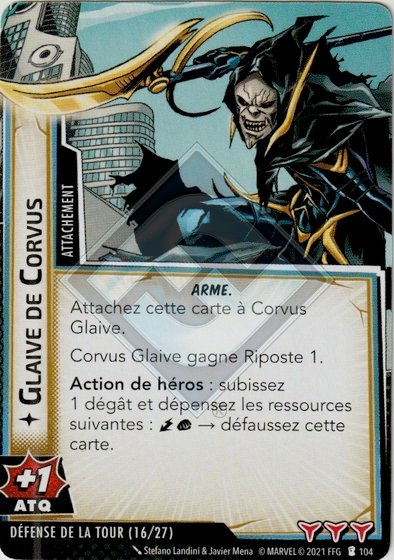 ATTACHEMENT
GLAIVE DE CORVUS
ARME.
Attachez cette carte à Corvus
Glaive.
Corvus Glaive gagne Riposte 1.
Action de héros : subissez
1 dégât et dépensez les ressources
suivantes : → défaussez cette
carte.
+1
ATQ
DÉFENSE DE LA TOUR (16/27)
Stefano Landini & Javier Mena © MARVEL © 2021 FFG 104